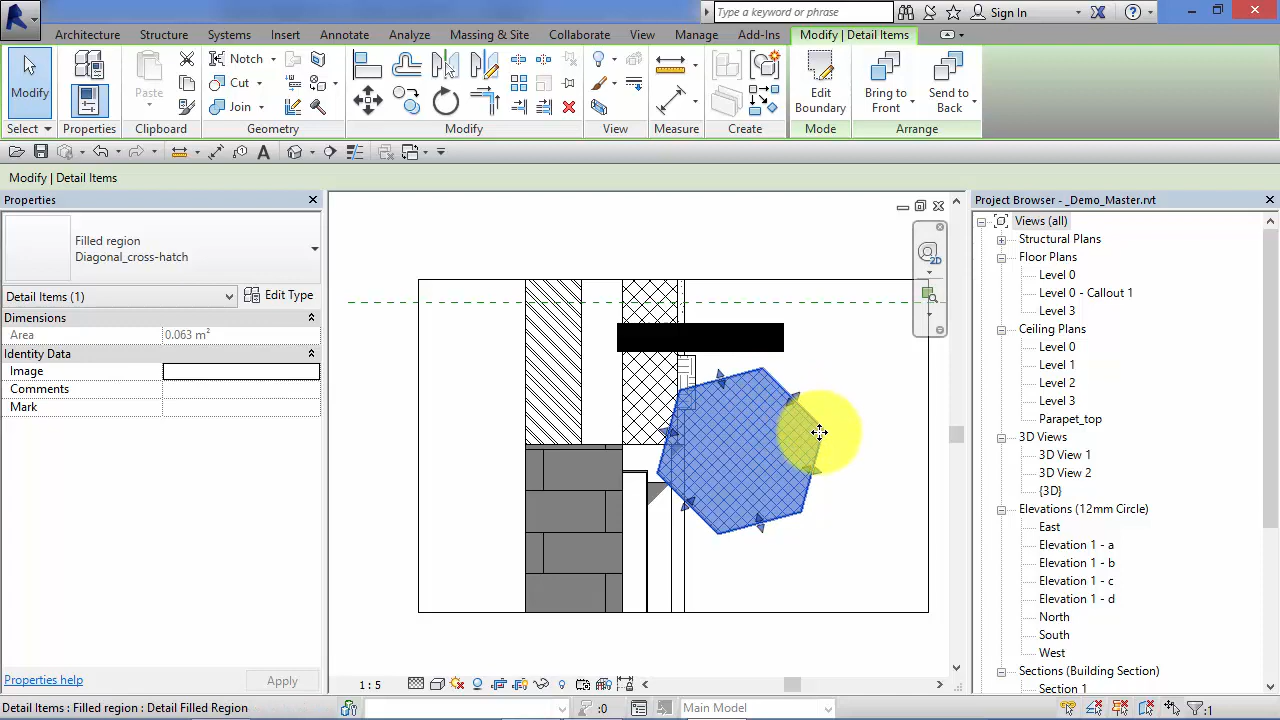 Type a keyword or phrase
Sign In
Architecture
Structure
Systems
Insert
Annotate
Analyze
Massing & Site
Collaborate
View
Manage
Add-Ins
Modify | Detail Items
Modify
Paste
Notch
Cut
Join
Edit
Boundary
Bring to
Front
Send to
Back
Select
Properties
Clipboard
Geometry
Modify
View
Measure
Create
Mode
Arrange
Modify | Detail Items
Properties
Filled region
Diagonal_cross-hatch
Detail Items (1)
Edit Type
Dimensions
Area
0.063 m²
Identity Data
Image
Comments
Mark
Properties help
Apply
2D
1 : 5
Project Browser - _Demo_Master.rvt
Views (all)
Structural Plans
Floor Plans
Level 0
Level 0 - Callout 1
Level 3
Ceiling Plans
Level 0
Level 1
Level 2
Level 3
Parapet_top
3D Views
3D View 1
3D View 2
{3D}
Elevations (12mm Circle)
East
Elevation 1 - a
Elevation 1 - b
Elevation 1 - c
Elevation 1 - d
North
South
West
Sections (Building Section)
Section 1
Detail Items : Filled region : Detail Filled Region
:0
Main Model
:1